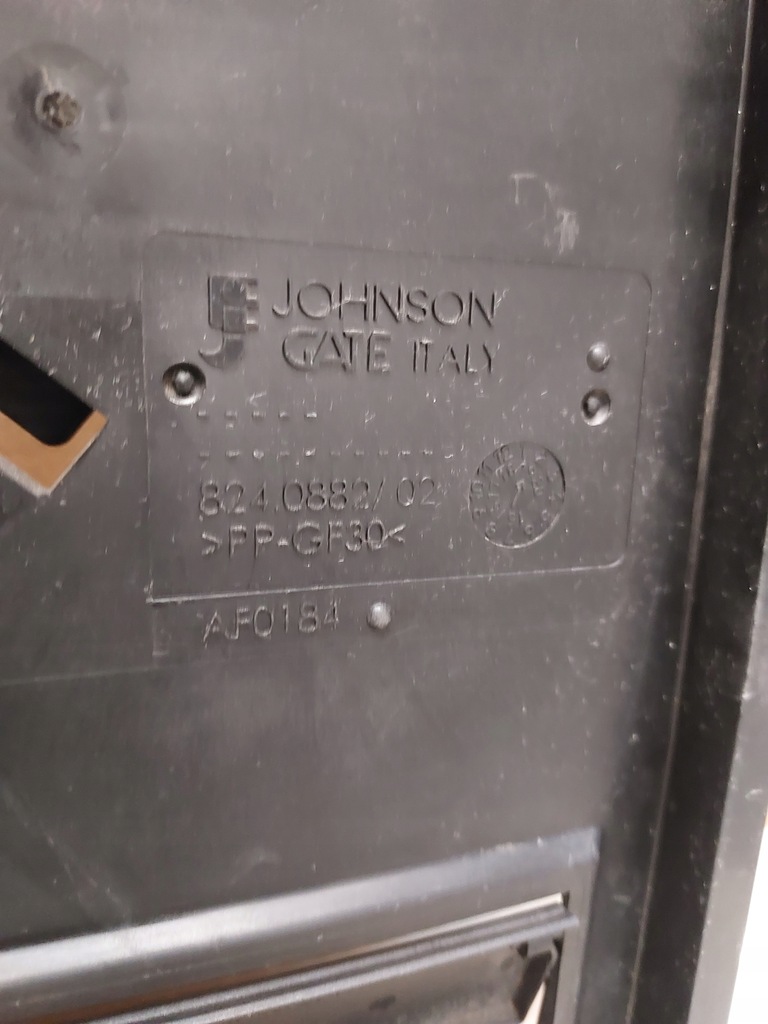 JOHNSON
GATE ITALY
824.0882/02
>PP-GF30<
AF0184